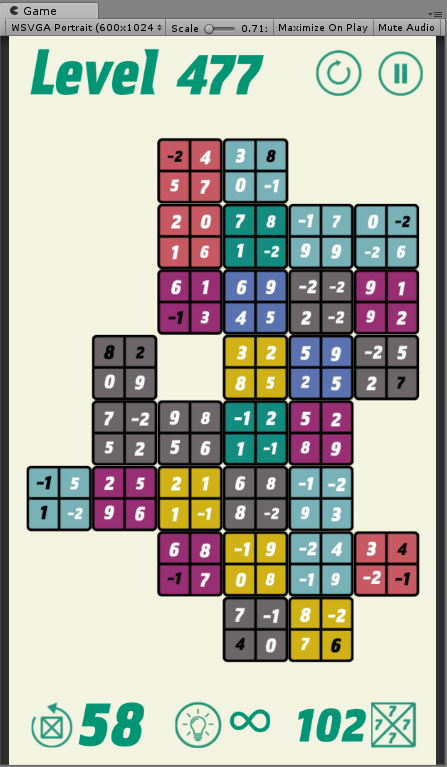 Game
WSVGA Portrait (600x1024 Scale 0.71: Maximize On Play Mute Audio
Level 477
-2 4 3 8
5 7 0 -1
2 0 7 8 -1 7 0 -2
1 6 1 -2 9 9 -2 6
6 1 6 9 -2 -2 9 1
-1 3 4 5 2 -2 9 2
8 2 3 2 5 9 -2 5
0 9 8 5 2 5 2 7
7 -2 9 8 -1 2 5 2
5 2 5 6 1 -1 8 9
-1 5 2 5 2 1 6 8 -1 -2
1 -2 9 6 1 -1 8 -2 9 3
6 8 -1 9 -2 4 3 4
-1 7 0 8 -1 9 -2 -1
7 -1 8 -2
4 0 7 6
58 ∞ 102 7 7 7 7